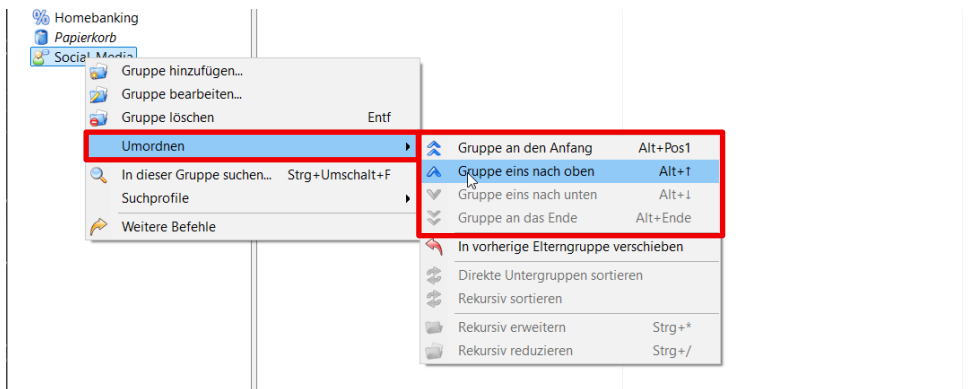 Homebanking
Papierkorb
Social-Media
Gruppe hinzufügen...
Gruppe bearbeiten...
Gruppe löschen Entf
Umordnen
In dieser Gruppe suchen... Strg+Umschalt+F
Suchprofile
Weitere Befehle
Gruppe an den Anfang Alt+Pos1
Gruppe eins nach oben Alt+↑
Gruppe eins nach unten Alt+↓
Gruppe an das Ende Alt+Ende
In vorherige Elterngruppe verschieben
Direkte Untergruppen sortieren
Rekursiv sortieren
Rekursiv erweitern Strg+*
Rekursiv reduzieren Strg+/